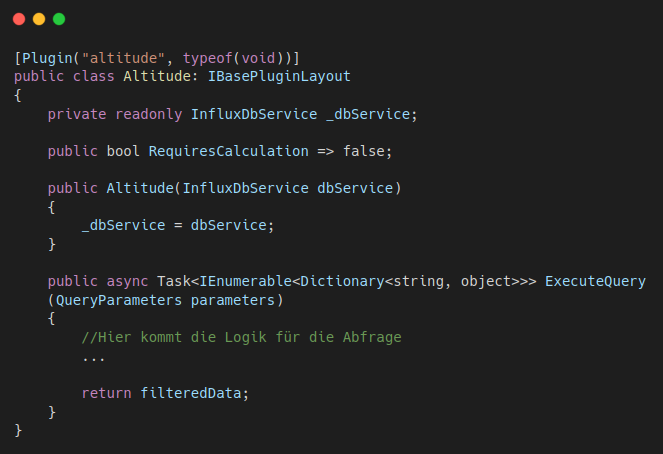 [Plugin("altitude", typeof(void))]
public class Altitude: IBasePluginLayout
{
    private readonly InfluxDbService _dbService;

    public bool RequiresCalculation => false;

    public Altitude(InfluxDbService dbService)
    {
        _dbService = dbService;
    }

    public async Task<IEnumerable<Dictionary<string, object>>> ExecuteQuery
    (QueryParameters parameters)
    {
        //Hier kommt die Logik für die Abfrage
        ...

        return filteredData;
    }
}